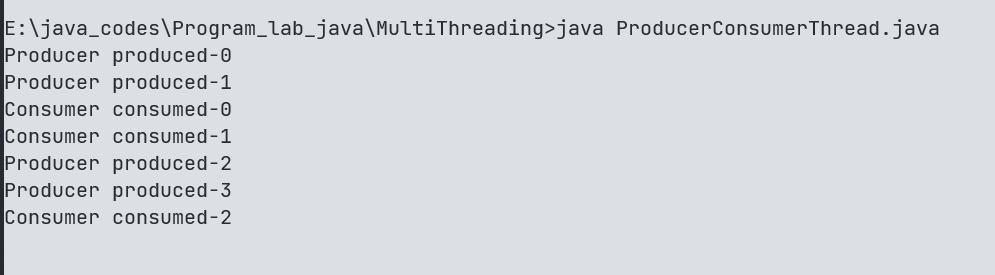 E:\java_codes\Program_lab_java\MultiThreading>java ProducerConsumerThread.java
Producer produced-0
Producer produced-1
Consumer consumed-0
Consumer consumed-1
Producer produced-2
Producer produced-3
Consumer consumed-2